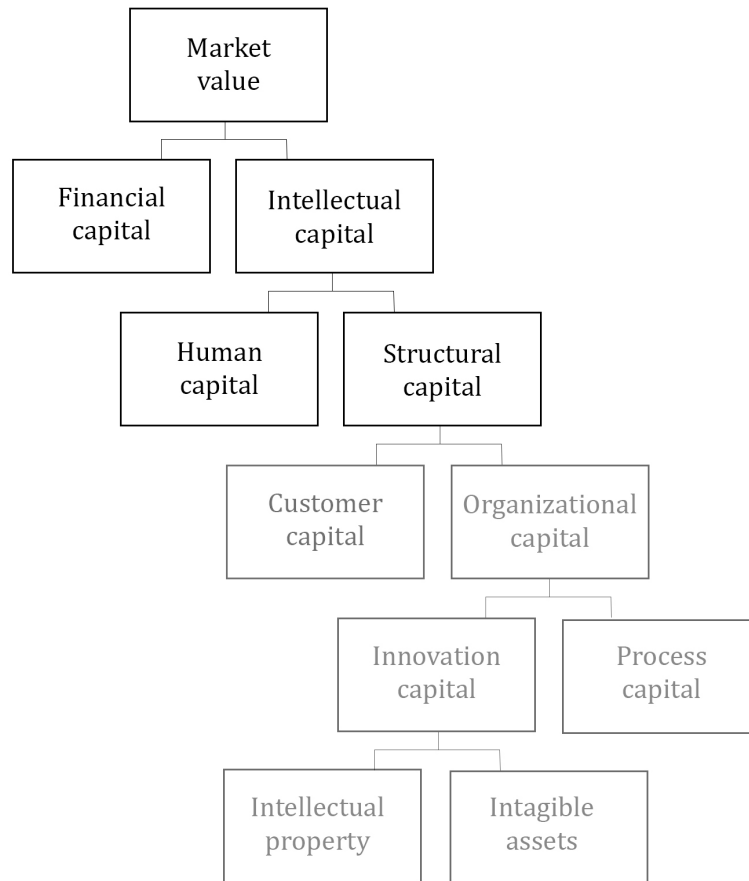 Market
value
Financial
capital
Intellectual
capital
Human
capital
Structural
capital
Customer
capital
Organizational
capital
Innovation
capital
Process
capital
Intellectual
property
Intagible
assets